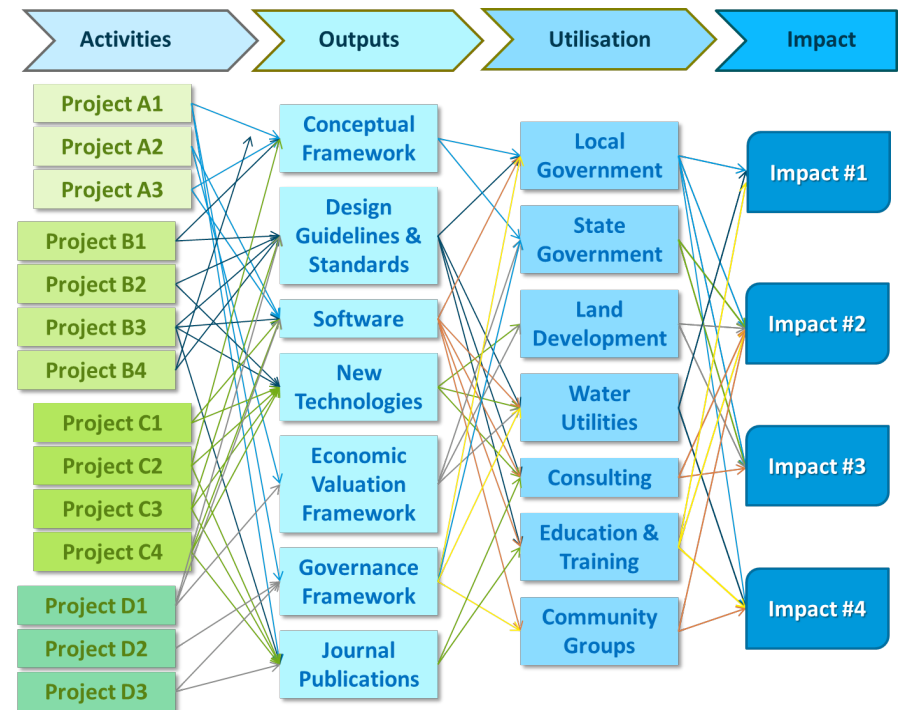 Activities
Outputs
Utilisation
Impact
Project A1
Project A2
Project A3
Project B1
Project B2
Project B3
Project B4
Project C1
Project C2
Project C3
Project C4
Project D1
Project D2
Project D3
Conceptual
Framework
Design
Guidelines &
Standards
Software
New
Technologies
Economic
Valuation
Framework
Governance
Framework
Journal
Publications
Local
Government
State
Government
Land
Development
Water
Utilities
Consulting
Education &
Training
Community
Groups
Impact #1
Impact #2
Impact #3
Impact #4